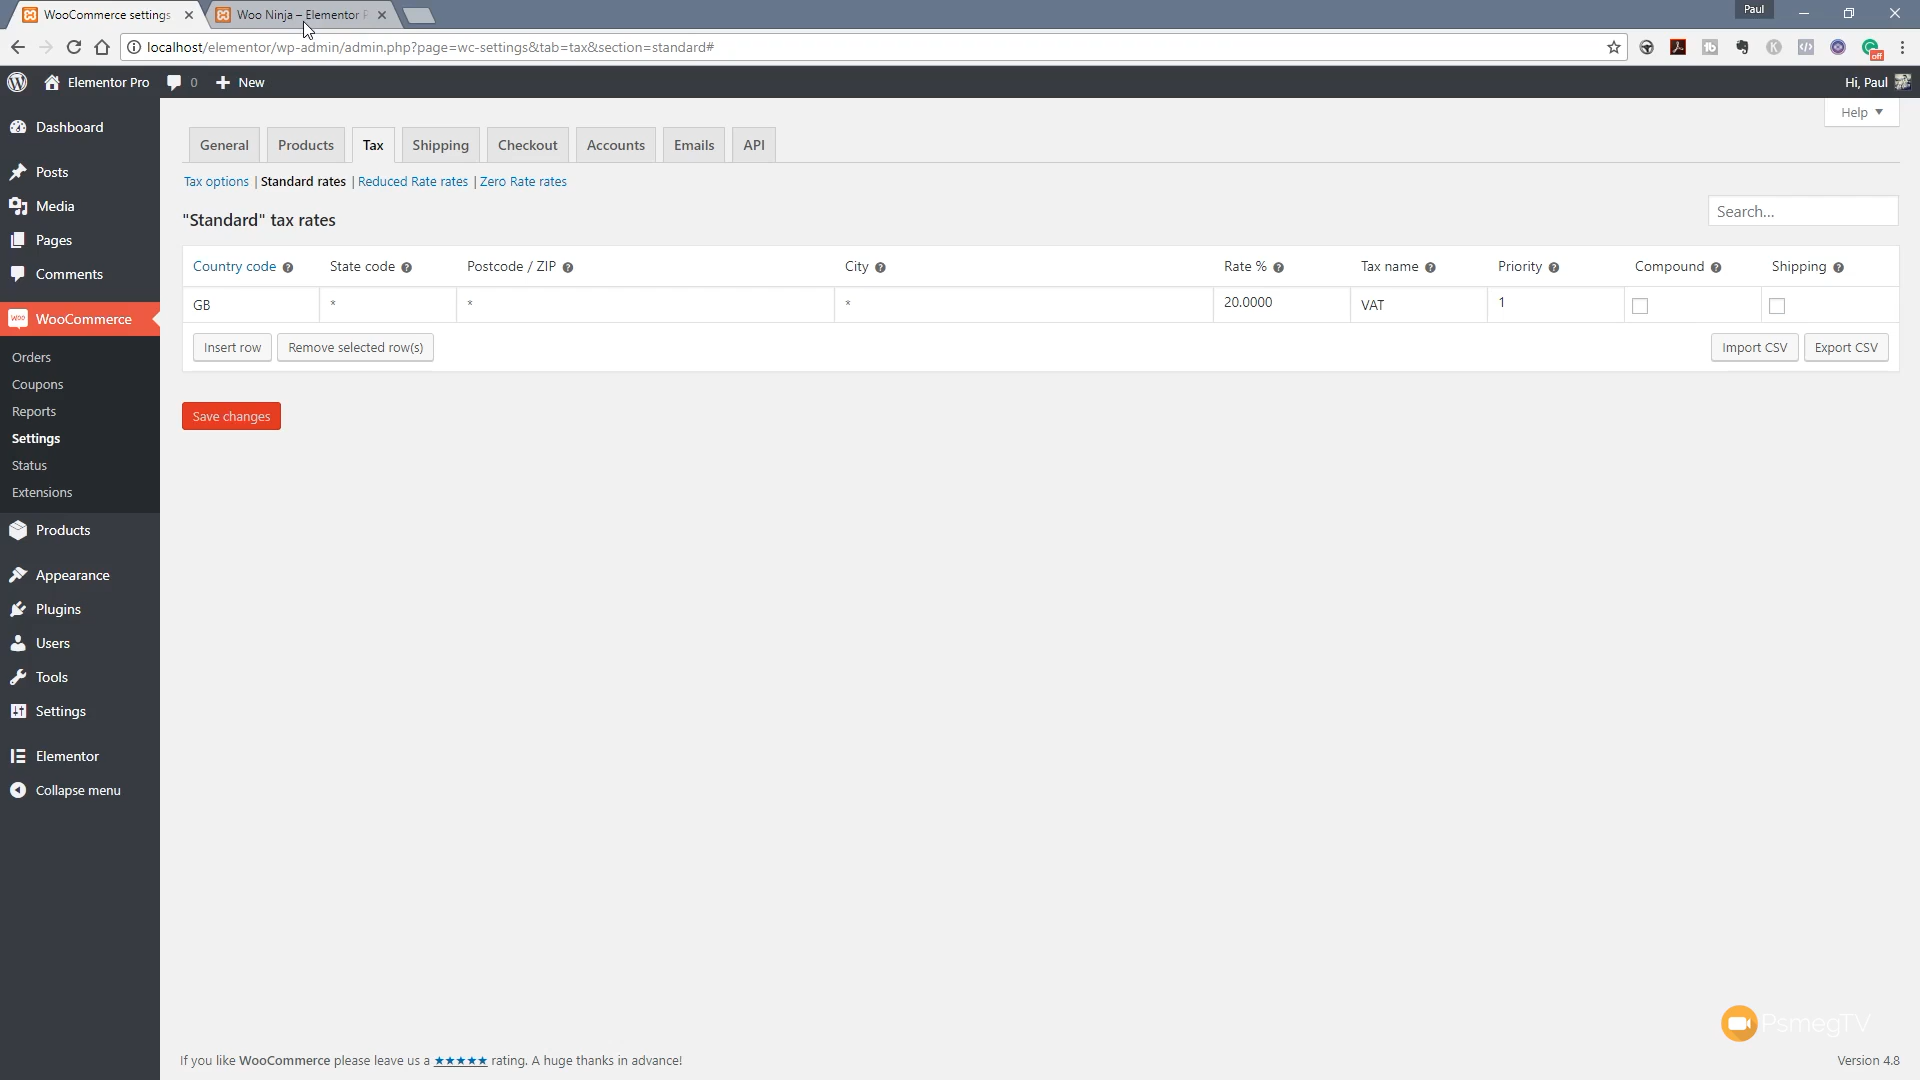 WooCommerce settings
Woo Ninja – Elementor P
Paul
localhost/elementor/wp-admin/admin.php?page=wc-settings&tab=tax&section=standard#
Elementor Pro
0
New
Hi, Paul
Help
Dashboard
Posts
Media
Pages
Comments
WooCommerce
Orders
Coupons
Reports
Settings
Status
Extensions
Products
Appearance
Plugins
Users
Tools
Settings
Elementor
Collapse menu
General
Products
Tax
Shipping
Checkout
Accounts
Emails
API
Tax options | Standard rates | Reduced Rate rates | Zero Rate rates
"Standard" tax rates
Search...
Country code State code Postcode / ZIP City Rate % Tax name Priority Compound Shipping
GB * * * 20.0000 VAT 1
Insert row
Remove selected row(s)
Import CSV
Export CSV
Save changes
PsmegTV
If you like WooCommerce please leave us a ★★★★★ rating. A huge thanks in advance!
Version 4.8